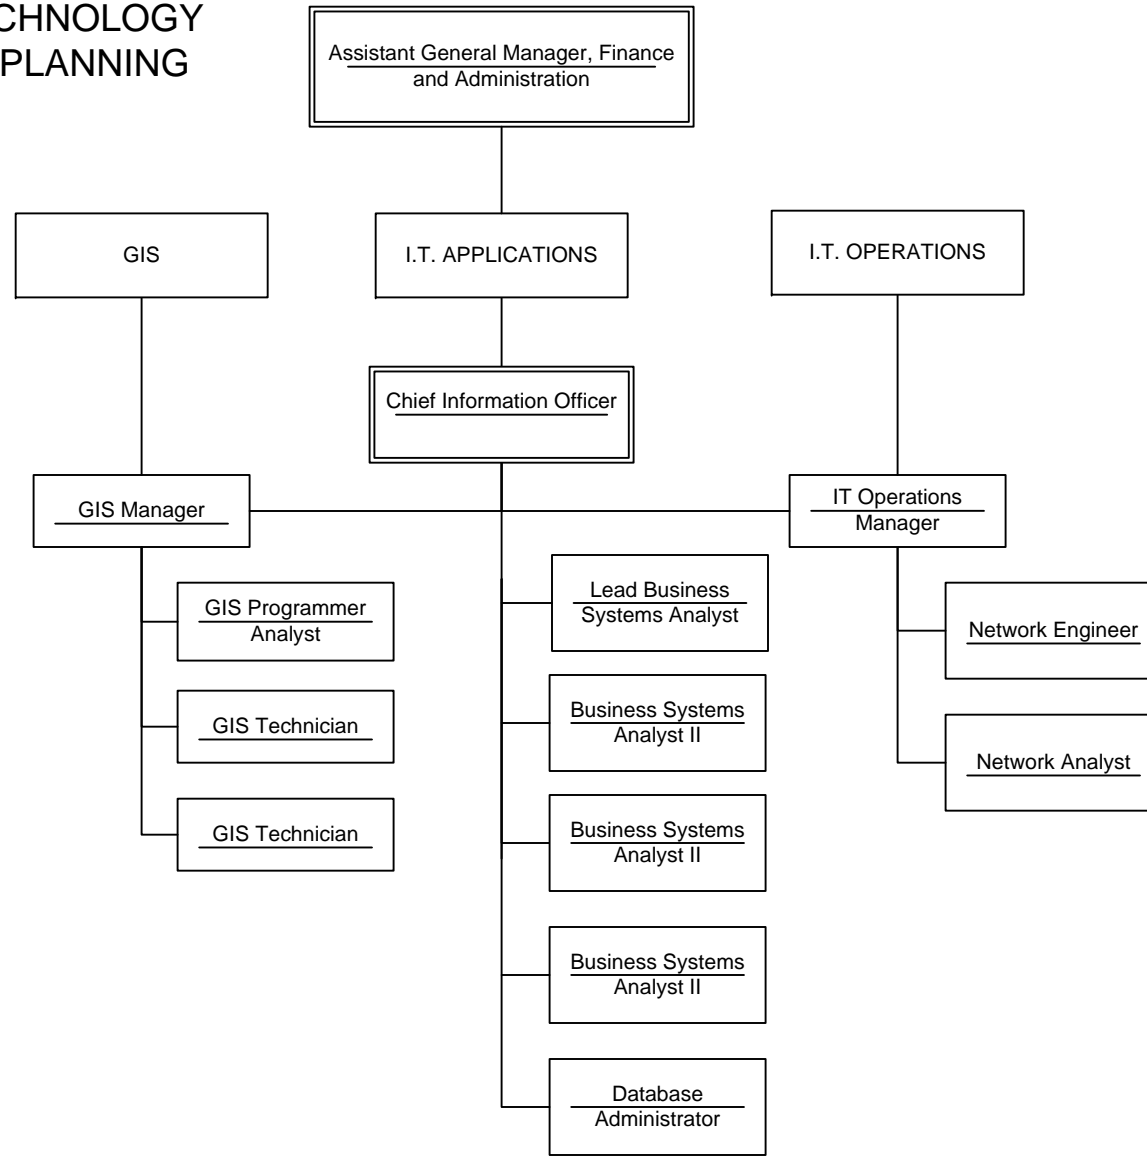 CHNOLOGY
PLANNING
Assistant General Manager, Finance
and Administration
GIS
I.T. APPLICATIONS
I.T. OPERATIONS
Chief Information Officer
GIS Manager
IT Operations
Manager
GIS Programmer
Analyst
GIS Technician
GIS Technician
Lead Business
Systems Analyst
Business Systems
Analyst II
Business Systems
Analyst II
Business Systems
Analyst II
Database
Administrator
Network Engineer
Network Analyst